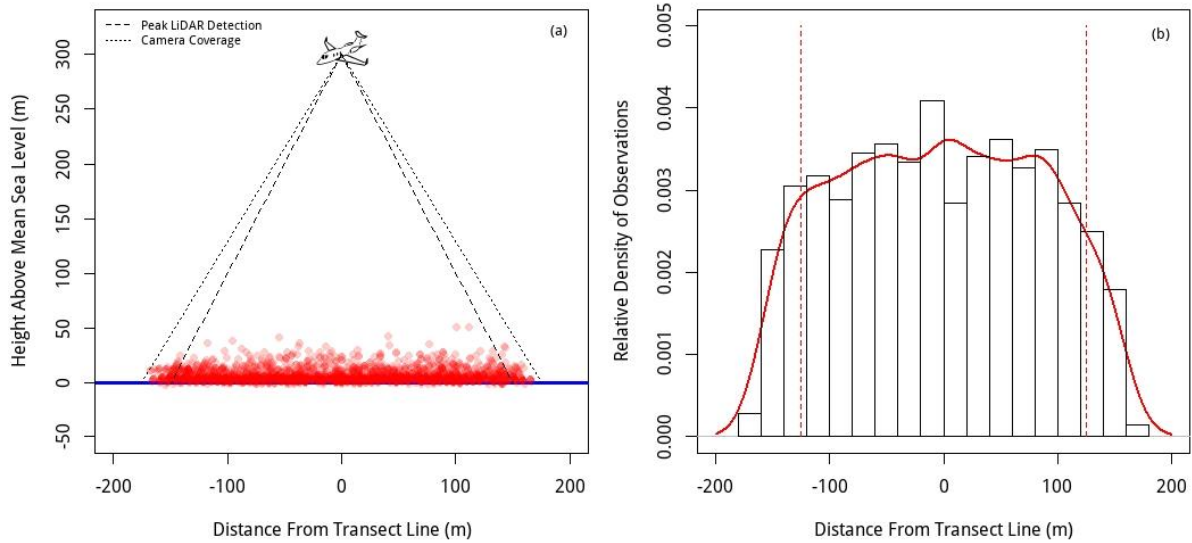 Peak LiDAR Detection
Camera Coverage
(a)
300
250
200
150
100
50
0
-50
Height Above Mean Sea Level (m)
-200 -100 0 100 200
Distance From Transect Line (m)
(b)
0.005
0.004
0.003
0.002
0.001
0.000
Relative Density of Observations
-200 -100 0 100 200
Distance From Transect Line (m)